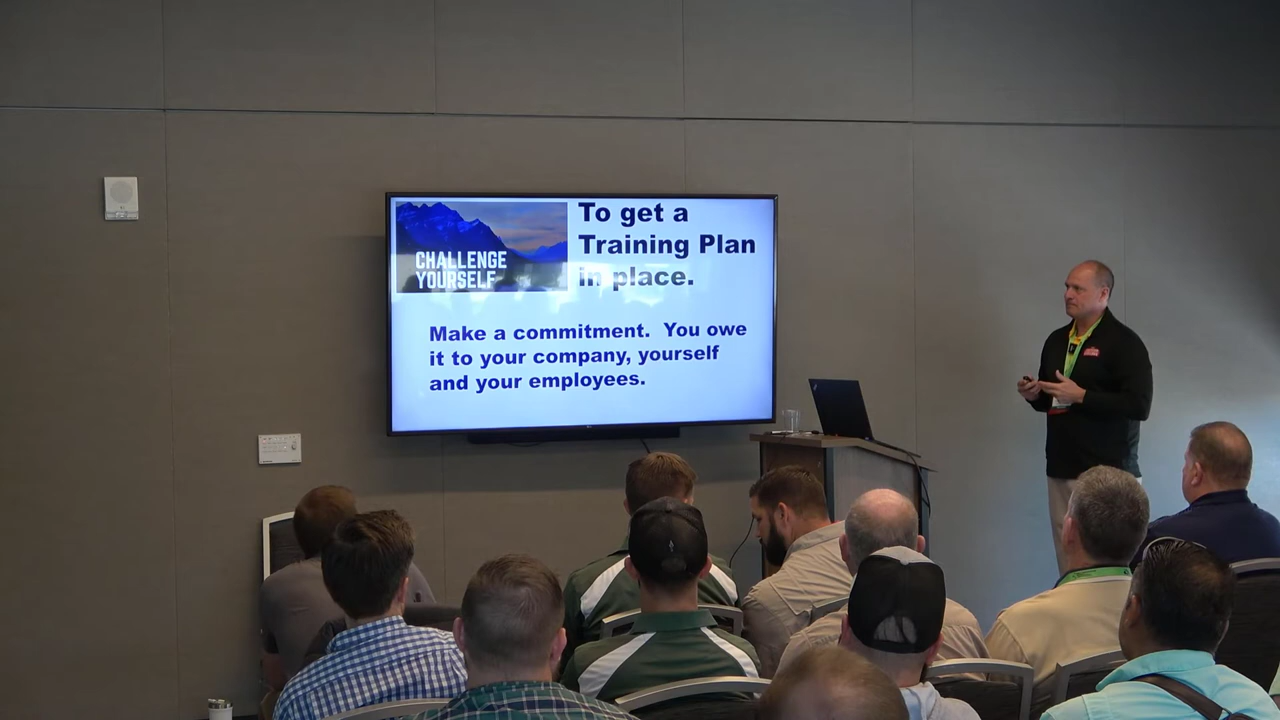 CHALLENGE
YOURSELF
To get a
Training Plan
in place.
Make a commitment.  You owe
it to your company, yourself
and your employees.